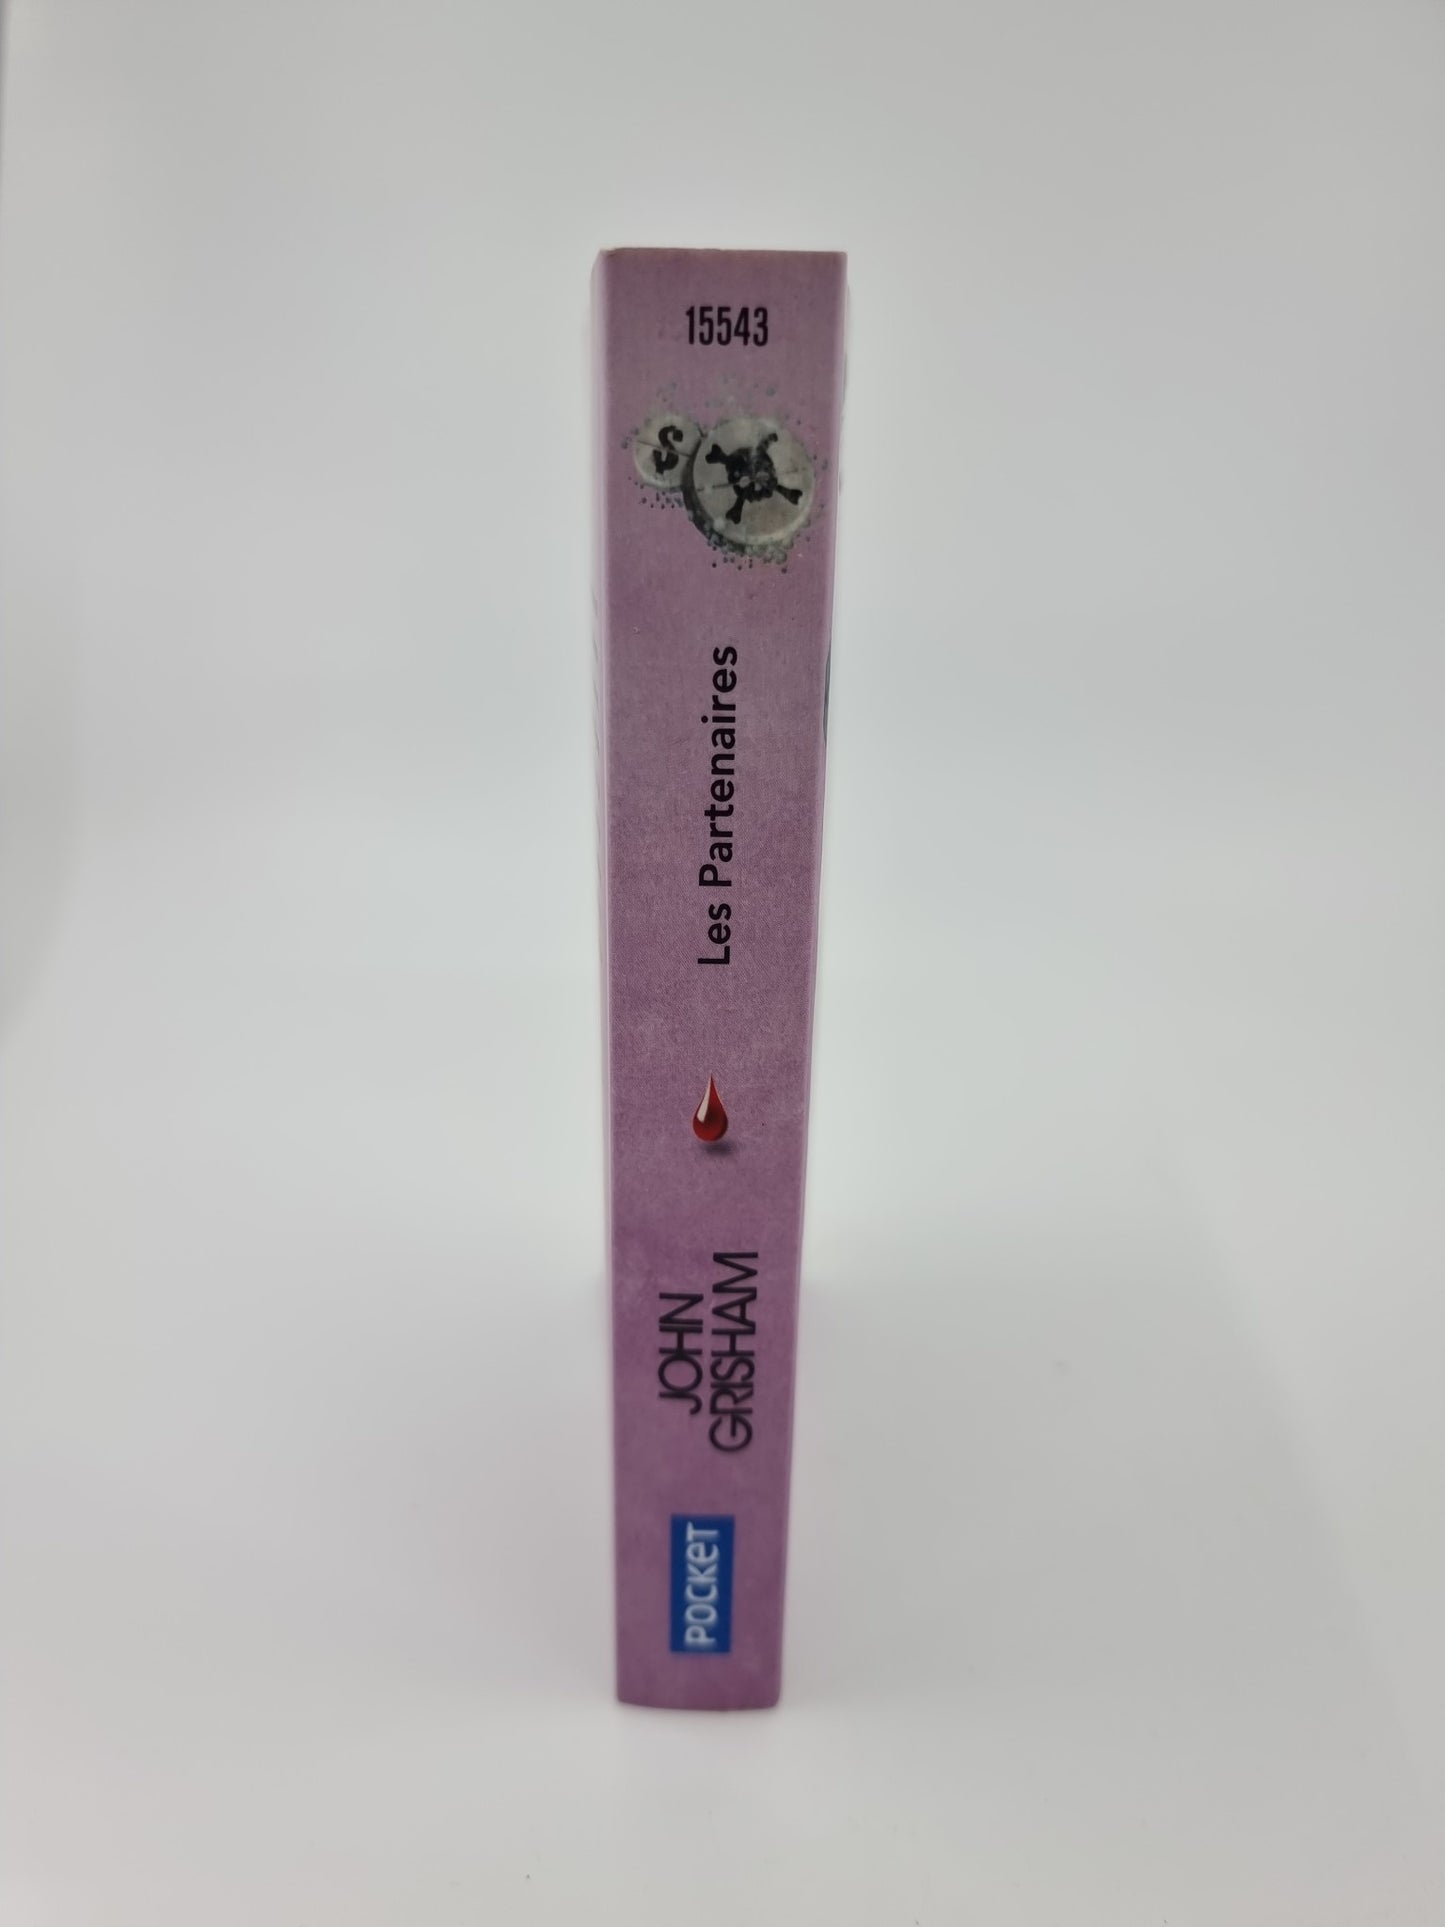 15543
S
Les Partenaires
JOHN
GRISHAM
POCKET